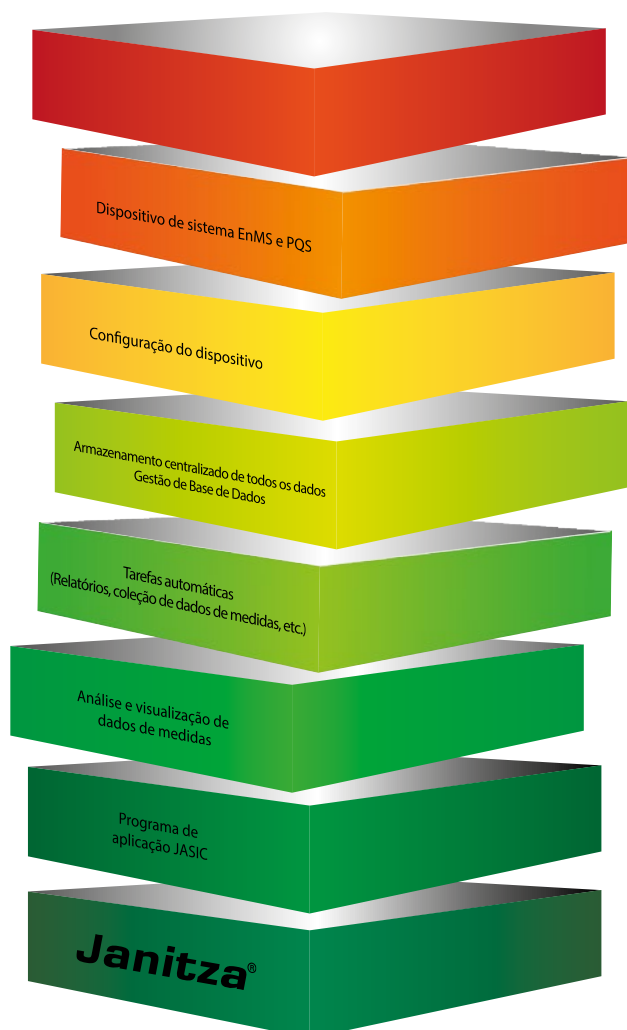 Dispositivo de sistema EnMS e PQS
Configuração do dispositivo
Armazenamento centralizado de todos os dados
Gestão de Base de Dados
Tarefas automáticas
(Relatórios, coleção de dados de medidas, etc.)
Análise e visualização de
dados de medidas
Programa de
aplicação JASIC
Janitza®